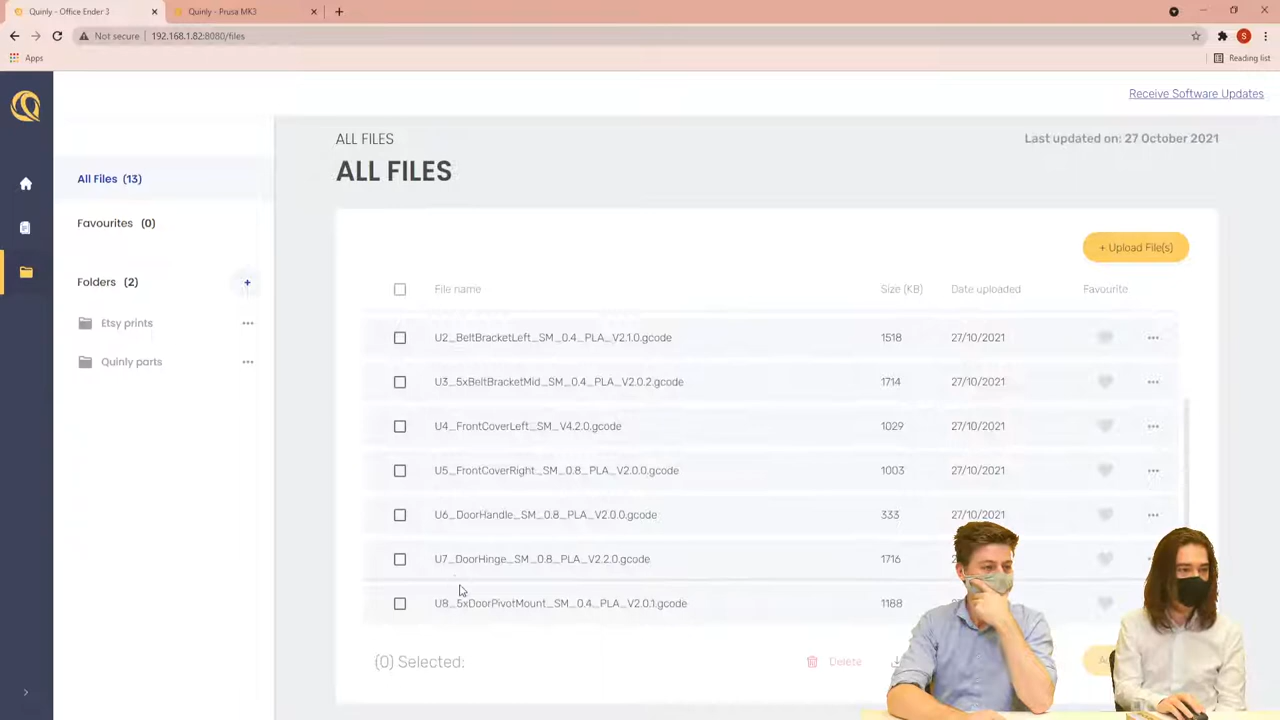 Quinly - Office Ender 3
Quinly - Prusa MK3
Not secure
192.168.1.82:8080/files
S
Apps
Reading list
Receive Software Updates
All Files (13)
Favourites (0)
Folders (2)
+
Etsy prints
Quinly parts
ALL FILES
Last updated on: 27 October 2021
ALL FILES
+ Upload File(s)
File name Size (KB) Date uploaded Favourite
U2_BeltBracketLeft_SM_0.4_PLA_V2.1.0.gcode 1518 27/10/2021
U3_5xBeltBracketMid_SM_0.4_PLA_V2.0.2.gcode 1714 27/10/2021
U4_FrontCoverLeft_SM_V4.2.0.gcode 1029 27/10/2021
U5_FrontCoverRight_SM_0.8_PLA_V2.0.0.gcode 1003 27/10/2021
U6_DoorHandle_SM_0.8_PLA_V2.0.0.gcode 333 27/10/2021
U7_DoorHinge_SM_0.8_PLA_V2.2.0.gcode 1716
U8_5xDoorPivotMount_SM_0.4_PLA_V2.0.1.gcode 1188
(0) Selected:
Delete